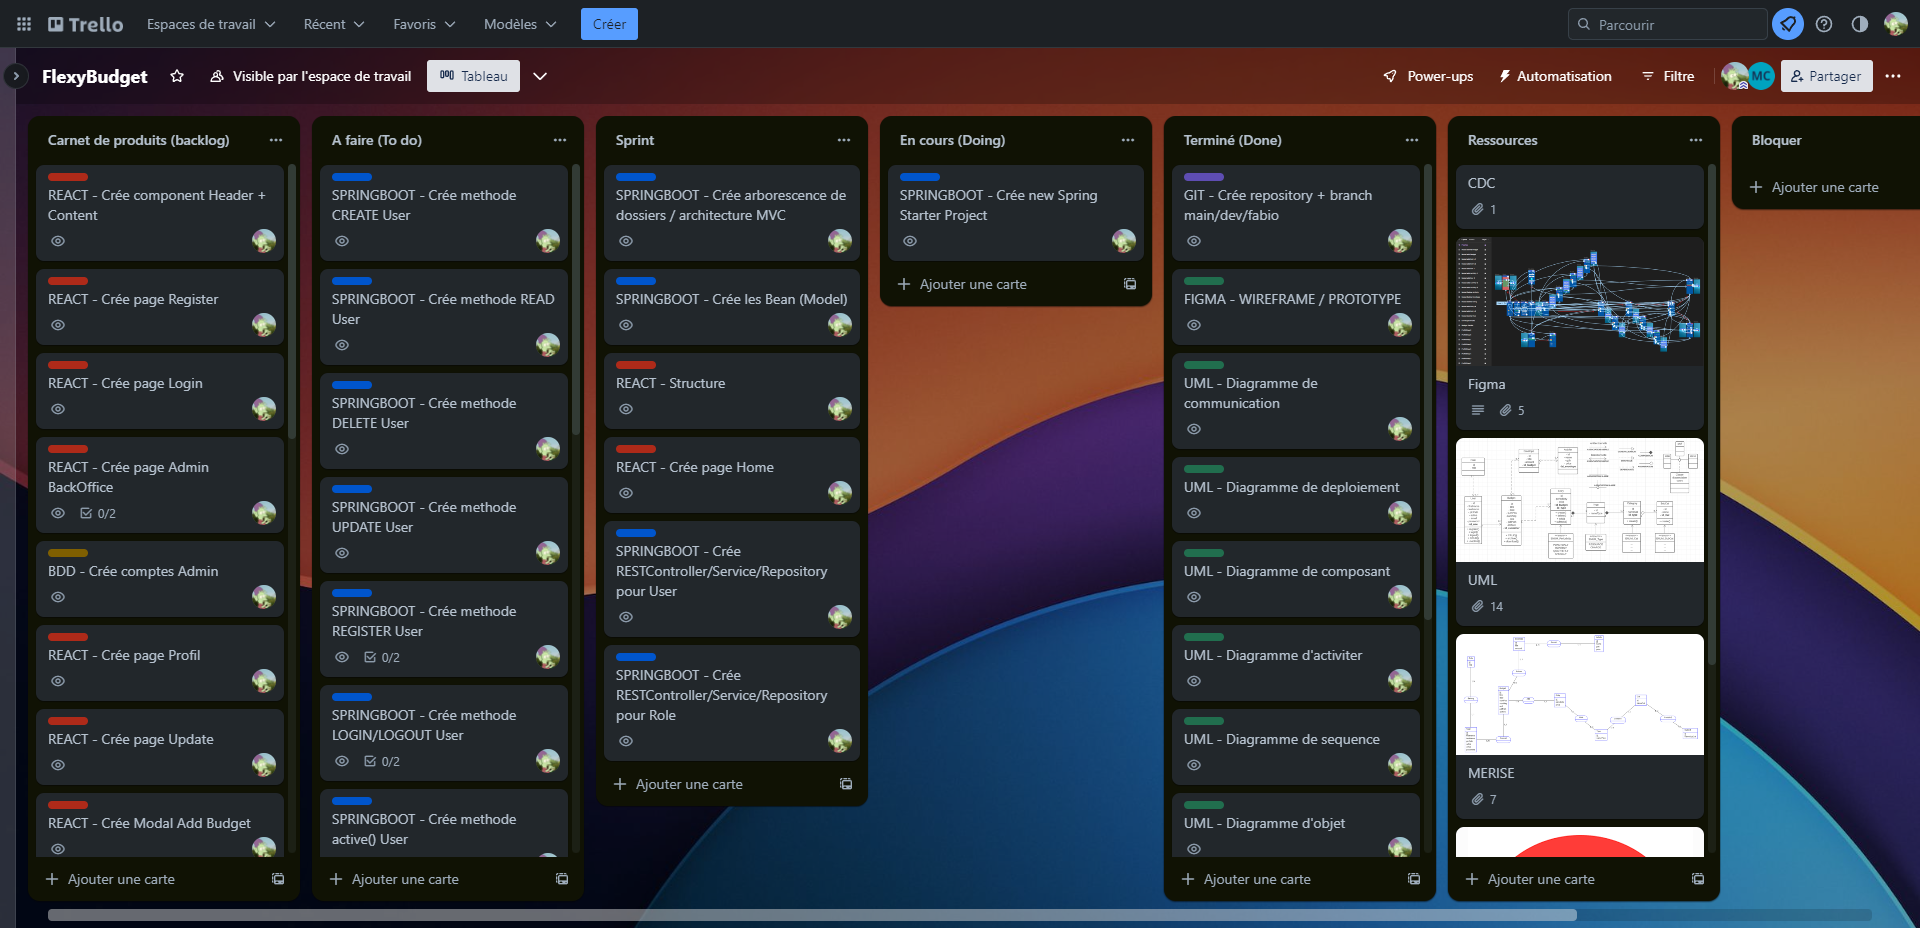 Trello
Espaces de travail
Récent
Favoris
Modèles
Créer
Parcourir
FlexyBudget
Visible par l'espace de travail
Tableau
Power-ups
Automatisation
Filtre
MC
Partager
Carnet de produits (backlog)
REACT - Crée component Header +
Content
REACT - Crée page Register
REACT - Crée page Login
REACT - Crée page Admin
BackOffice
0/2
BDD - Crée comptes Admin
REACT - Crée page Profil
REACT - Crée page Update
REACT - Crée Modal Add Budget
Ajouter une carte
A faire (To do)
SPRINGBOOT - Crée methode
CREATE User
SPRINGBOOT - Crée methode READ
User
SPRINGBOOT - Crée methode
DELETE User
SPRINGBOOT - Crée methode
UPDATE User
SPRINGBOOT - Crée methode
REGISTER User
0/2
SPRINGBOOT - Crée methode
LOGIN/LOGOUT User
0/2
SPRINGBOOT - Crée methode
active() User
Ajouter une carte
Sprint
SPRINGBOOT - Crée arborescence de
dossiers / architecture MVC
SPRINGBOOT - Crée les Bean (Model)
REACT - Structure
REACT - Crée page Home
SPRINGBOOT - Crée
RESTController/Service/Repository
pour User
SPRINGBOOT - Crée
RESTController/Service/Repository
pour Role
Ajouter une carte
En cours (Doing)
SPRINGBOOT - Crée new Spring
Starter Project
Ajouter une carte
Terminé (Done)
GIT - Crée repository + branch
main/dev/fabio
FIGMA - WIREFRAME / PROTOTYPE
UML - Diagramme de
communication
UML - Diagramme de deploiement
UML - Diagramme de composant
UML - Diagramme d'activiter
UML - Diagramme de sequence
UML - Diagramme d'objet
Ajouter une carte
Ressources
CDC
1
Figma
5
UML
14
MERISE
7
Ajouter une carte
Bloquer
Ajouter une carte